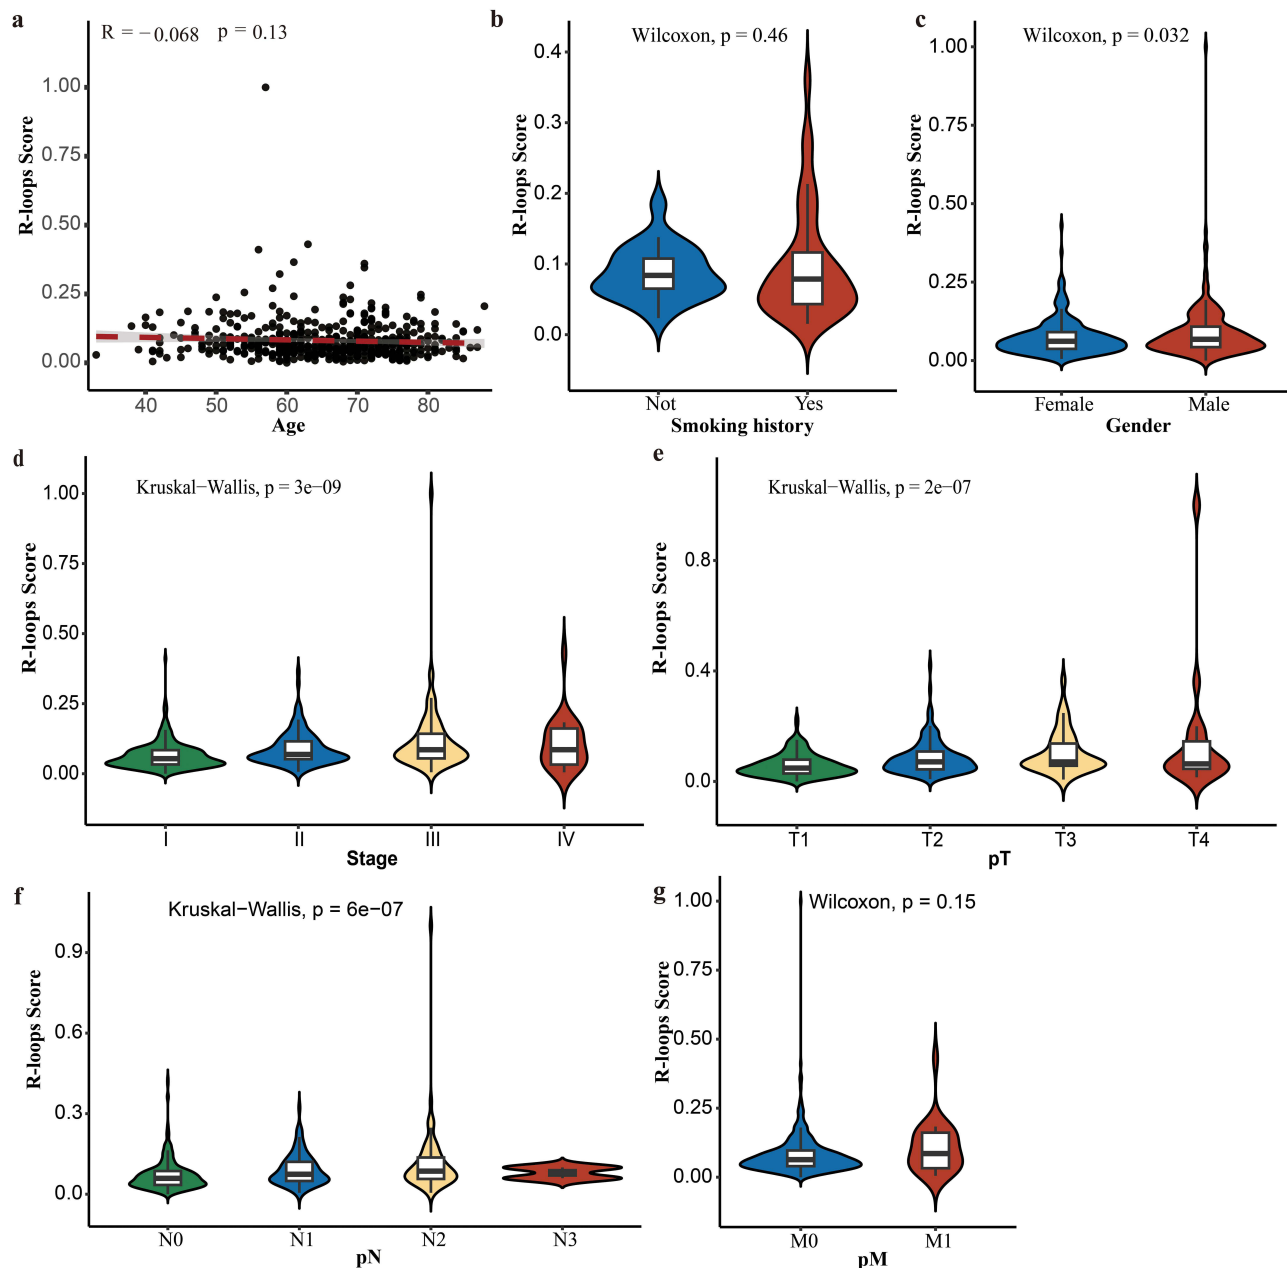 a
R = −0.068 p = 0.13
R-loops Score
1.00
0.75
0.50
0.25
0.00
40 50 60 70 80
Age
b
Wilcoxon, p = 0.46
R-loops Score
0.4
0.3
0.2
0.1
0.0
Not Yes
Smoking history
c
Wilcoxon, p = 0.032
R-loops Score
1.00
0.75
0.50
0.25
0.00
Female Male
Gender
d
Kruskal−Wallis, p = 3e−09
R-loops Score
1.00
0.75
0.50
0.25
0.00
I II III IV
Stage
e
Kruskal−Wallis, p = 2e−07
R-loops Score
0.8
0.4
0.0
T1 T2 T3 T4
pT
f
Kruskal−Wallis, p = 6e−07
R-loops Score
0.9
0.6
0.3
0.0
N0 N1 N2 N3
pN
g
Wilcoxon, p = 0.15
R-loops Score
1.00
0.75
0.50
0.25
0.00
M0 M1
pM